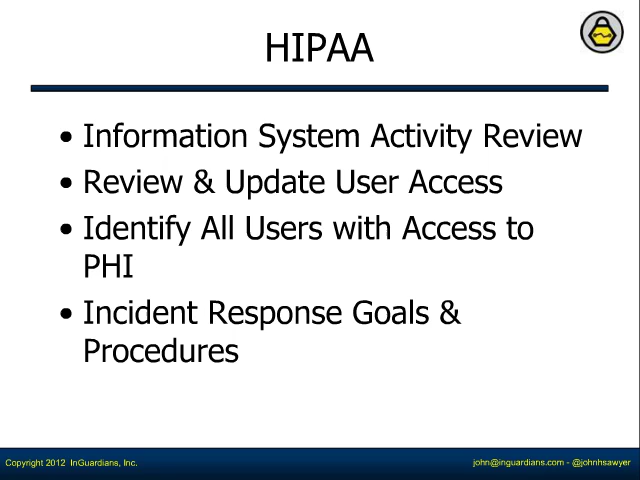 HIPAA
• Information System Activity Review
• Review & Update User Access
• Identify All Users with Access to
PHI
• Incident Response Goals &
Procedures
Copyright 2012 InGuardians, Inc.
john@inguardians.com - @johnhsawyer